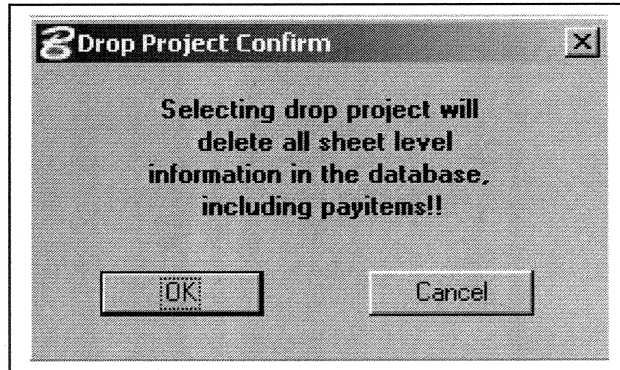 Drop Project Confirm
Selecting drop project will
delete all sheet level
information in the database,
including payitems!!
OK
Cancel